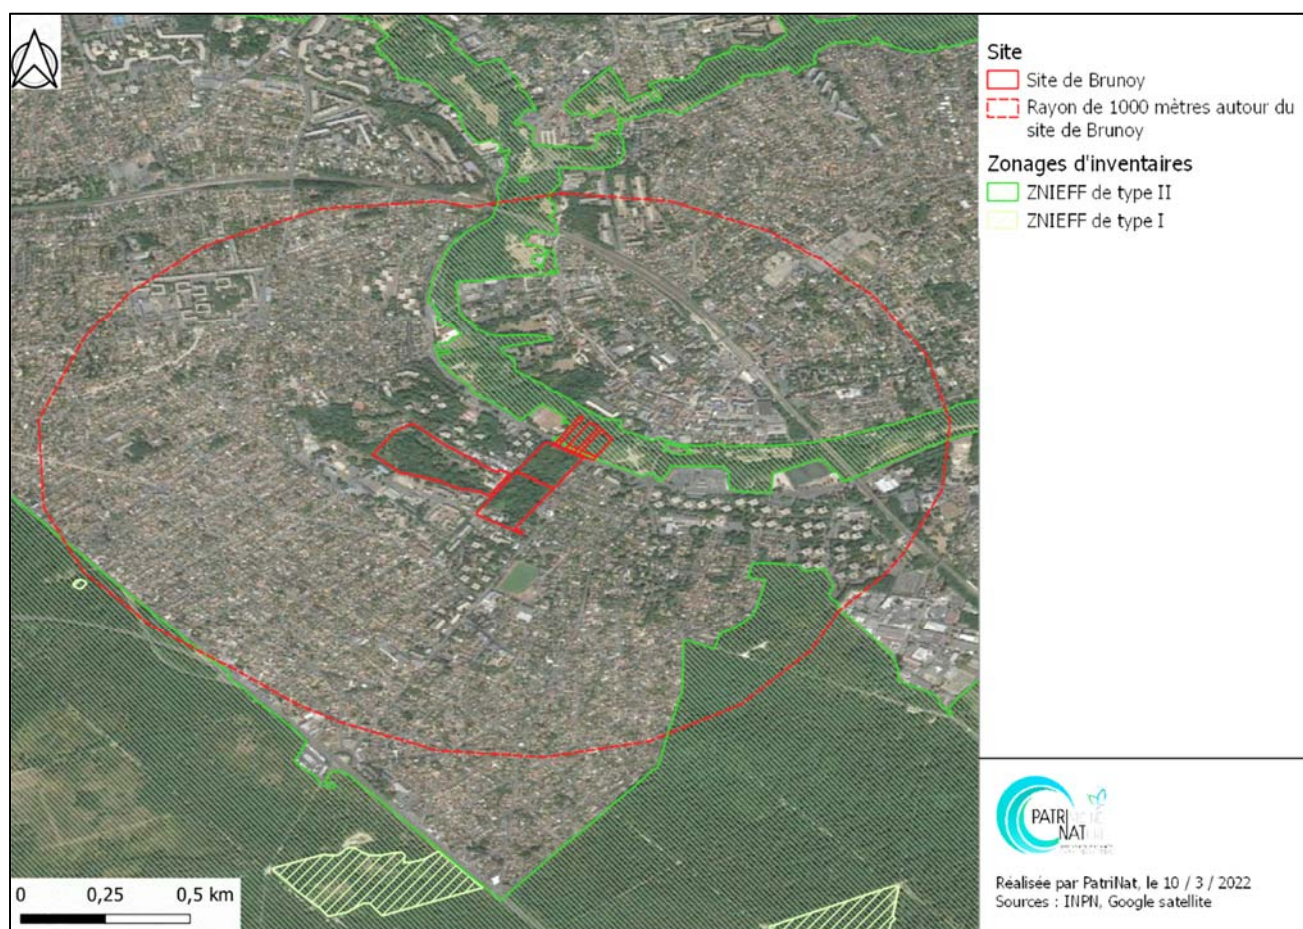 Site
Site de Brunoy
Rayon de 1000 mètres autour du
site de Brunoy
Zonages d'inventaires
ZNIEFF de type II
ZNIEFF de type I
0 0,25 0,5 km
PATRI
NAT
Réalisée par PatriNat, le 10 / 3 / 2022
Sources : INPN, Google satellite